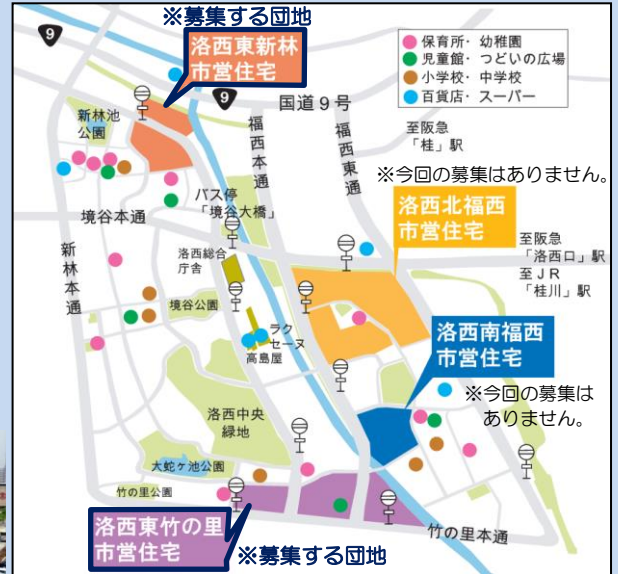 ※募集する団地
9
洛西東新林
市営住宅
保育所・幼稚園
児童館・つどいの広場
小学校・中学校
百貨店・スーパー
9
国道9号
新林池
公園
福西本通
福西東通
至阪急
「桂」駅
※今回の募集はありません。
バス停
「境谷大橋」
境谷本通
洛西北福西
市営住宅
新林本通
洛西総合
庁舎
至阪急
「洛西口」駅
至JR
「桂川」駅
境谷公園
ラク
セーヌ
高島屋
洛西南福西
市営住宅
※今回の募集は
ありません。
洛西中央
緑地
大蛇ケ池公園
竹の里公園
洛西東竹の里
市営住宅
※募集する団地
竹の里本通